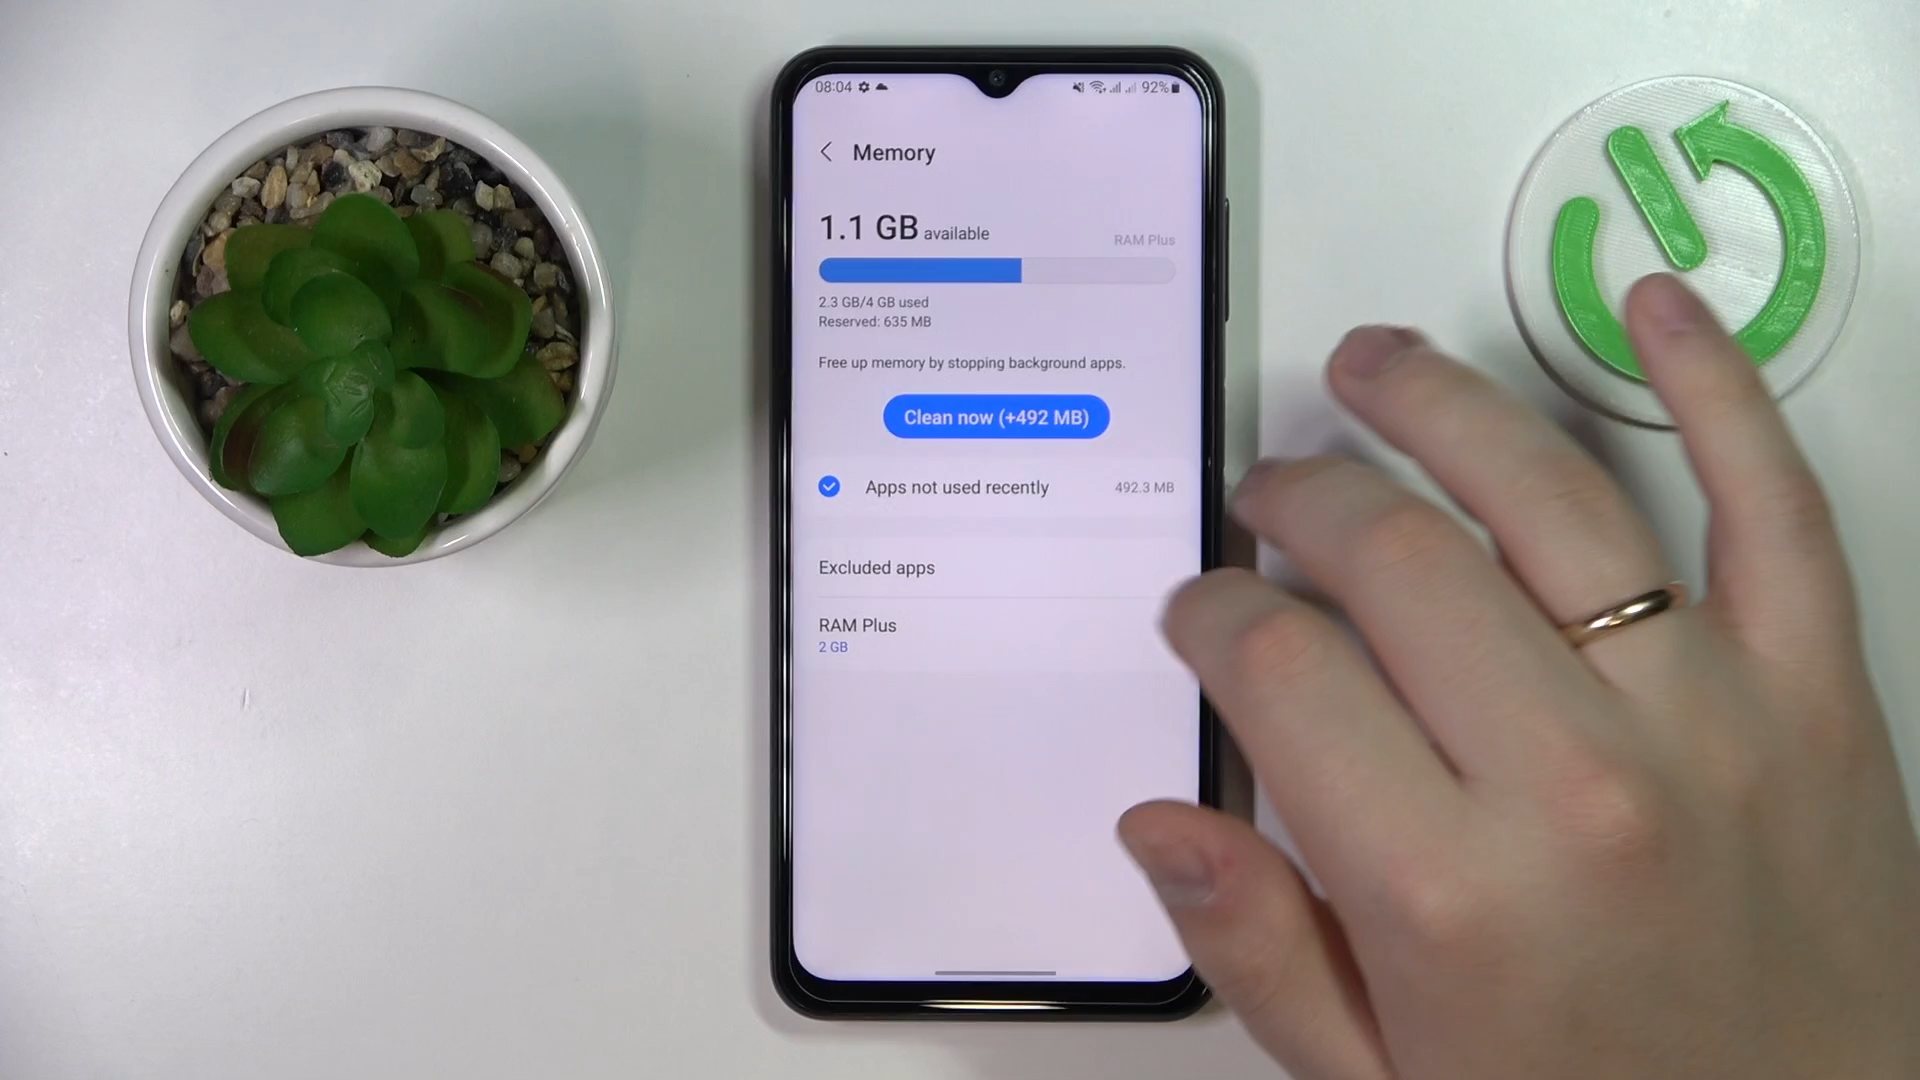 08:04
92%
Memory
1.1 GB available
RAM Plus
2.3 GB/4 GB used
Reserved: 635 MB
Free up memory by stopping background apps.
Clean now (+492 MB)
Apps not used recently
492.3 MB
Excluded apps
RAM Plus
2 GB